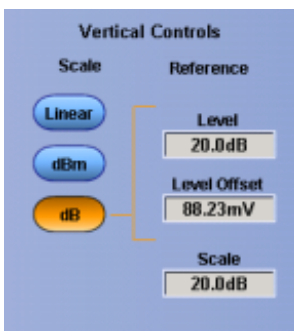 Vertical Controls
Scale
Reference
Linear
dBm
dB
Level
20.0dB
Level Offset
88.23mV
Scale
20.0dB